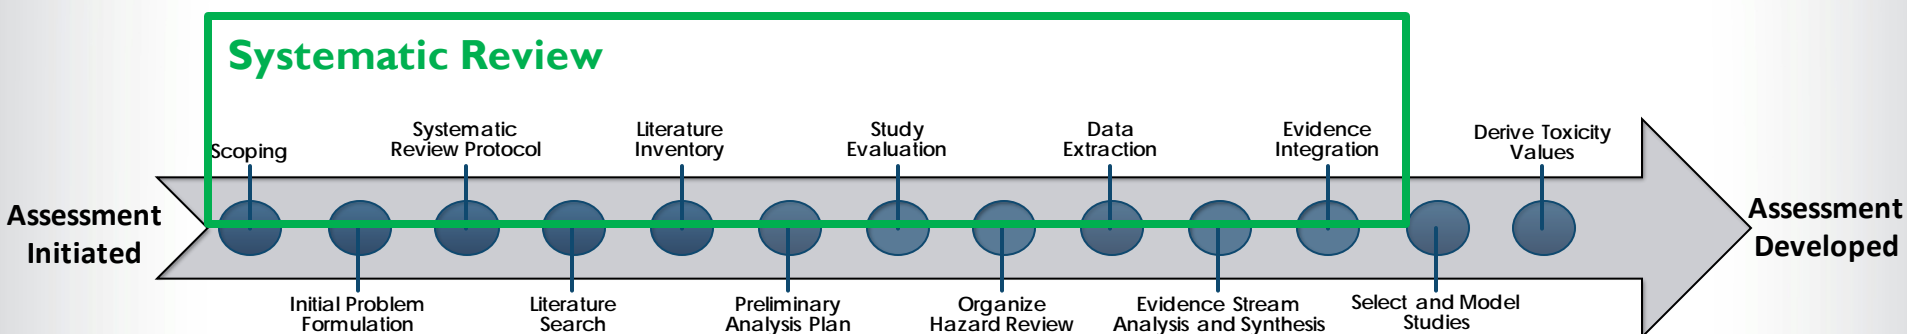 Systematic Review
Scoping
Systematic
Review Protocol
Literature
Inventory
Study
Evaluation
Data
Extraction
Evidence
Integration
Derive Toxicity
Values
Assessment
Initiated
Assessment
Developed
Initial Problem
Formulation
Literature
Search
Preliminary
Analysis Plan
Organize
Hazard Review
Evidence Stream
Analysis and Synthesis
Select and Model
Studies